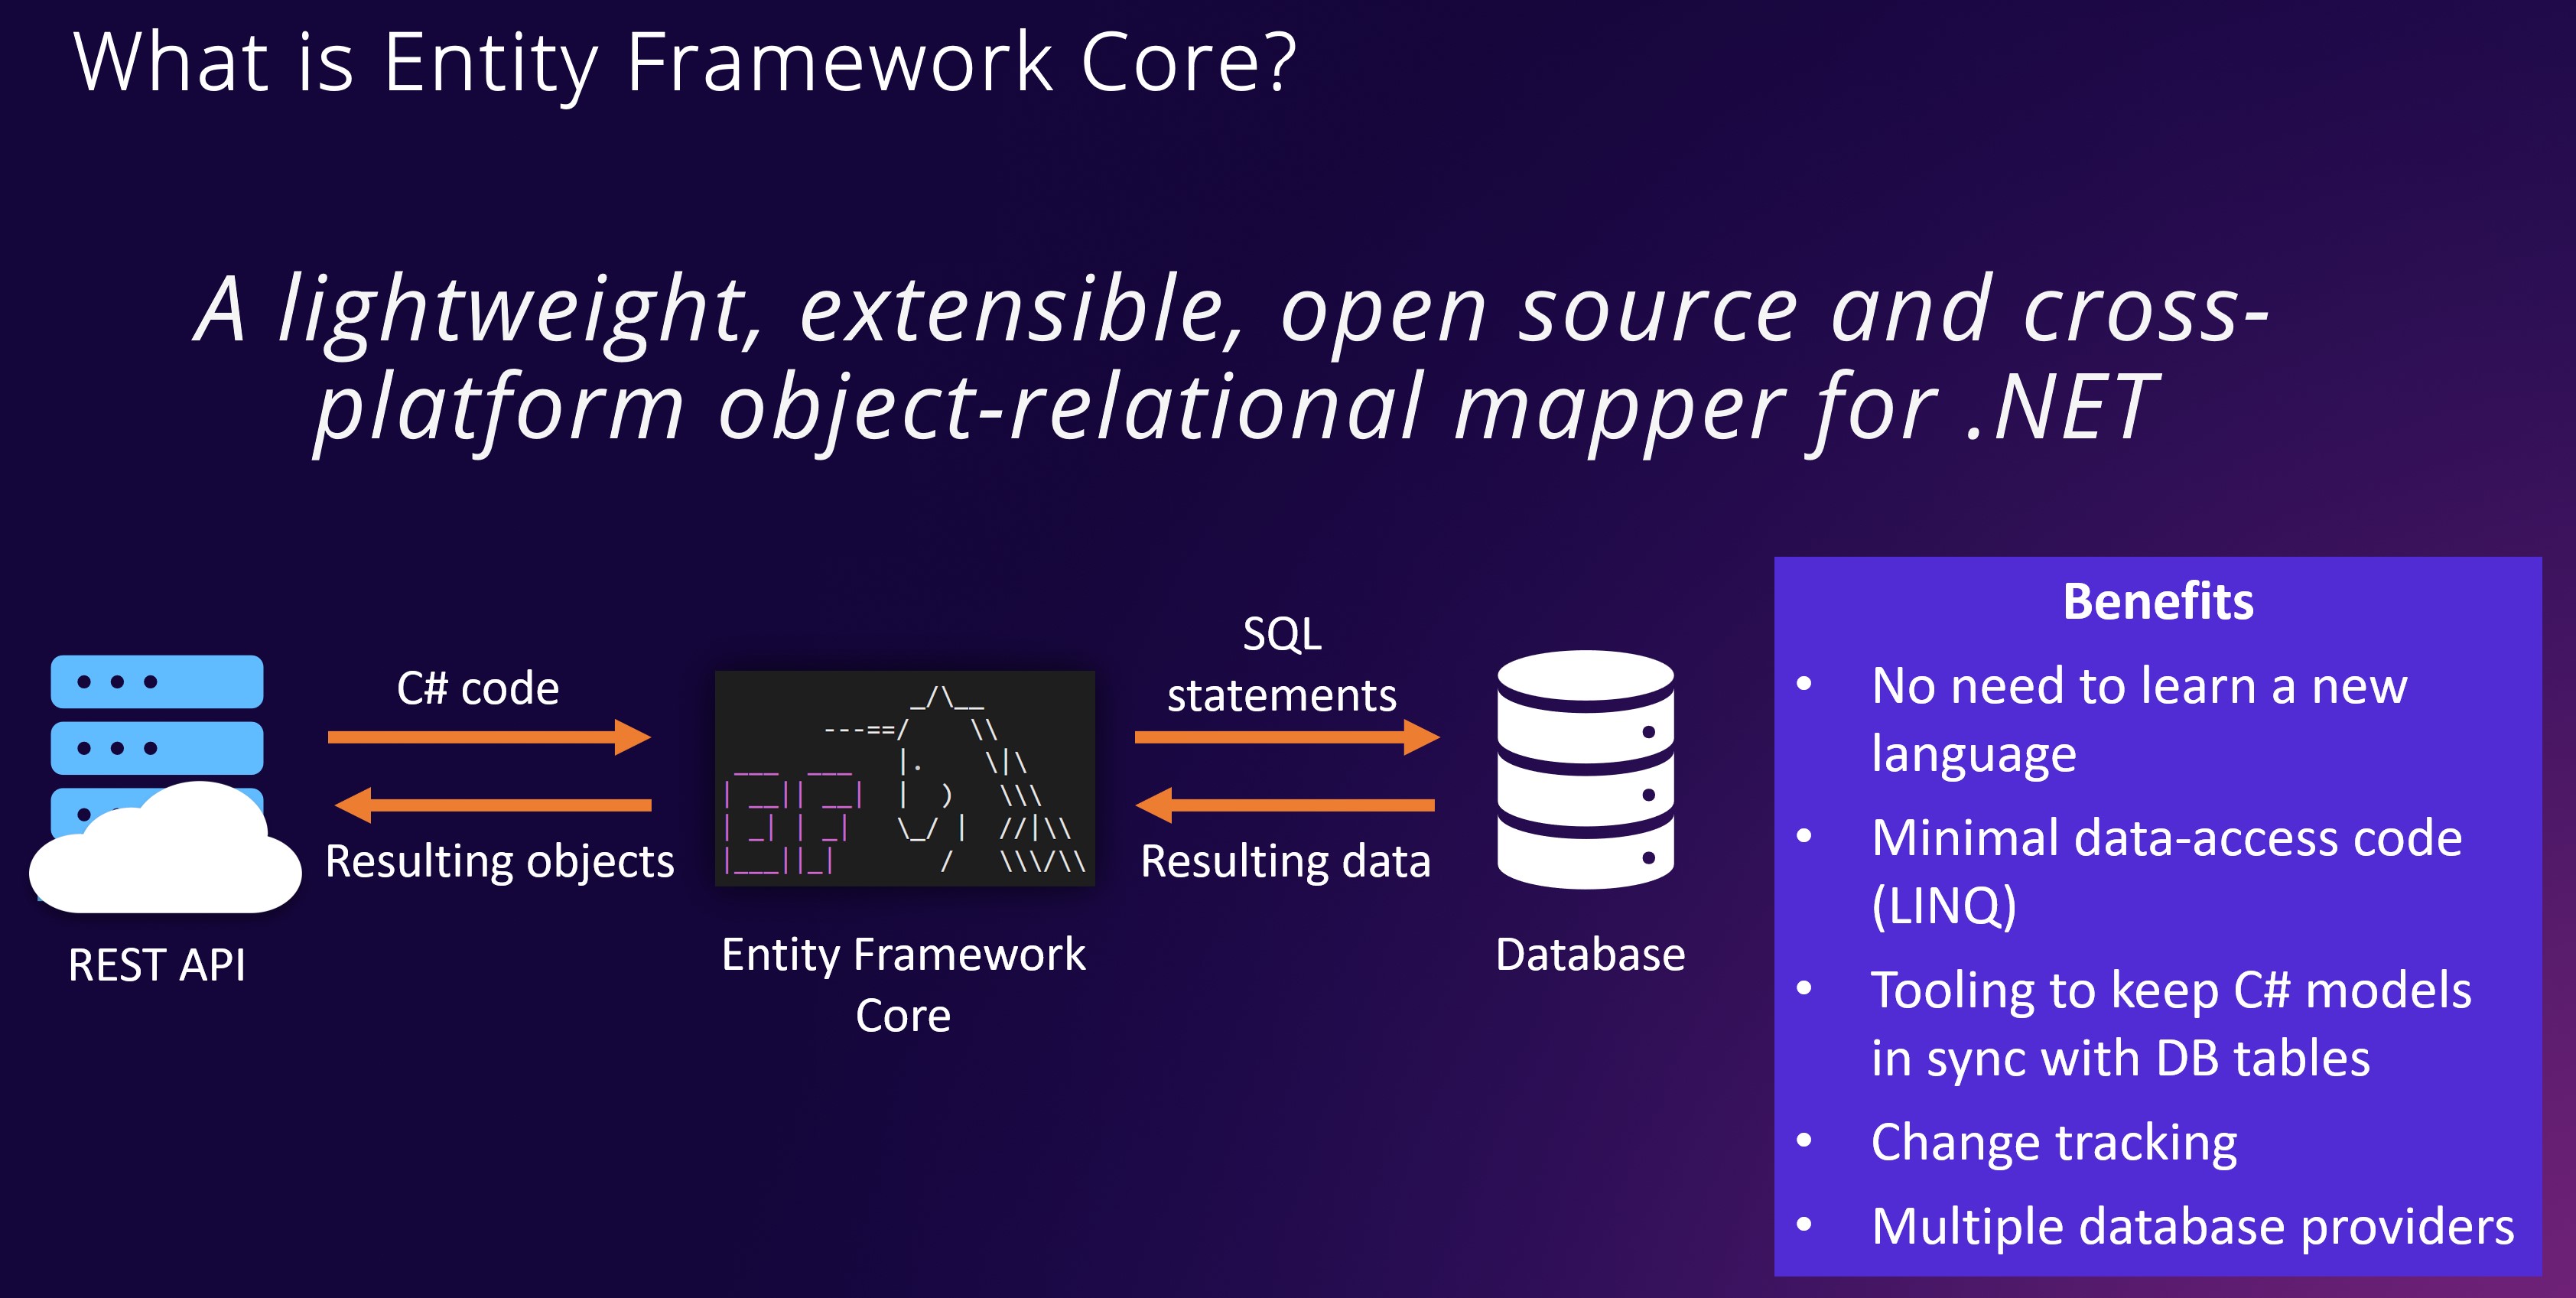 What is Entity Framework Core?
A lightweight, extensible, open source and cross-
platform object-relational mapper for .NET
C# code
Resulting objects
REST API
Entity Framework
Core
SQL
statements
Resulting data
Database
Benefits
• No need to learn a new
language
• Minimal data-access code
(LINQ)
• Tooling to keep C# models
in sync with DB tables
• Change tracking
• Multiple database providers